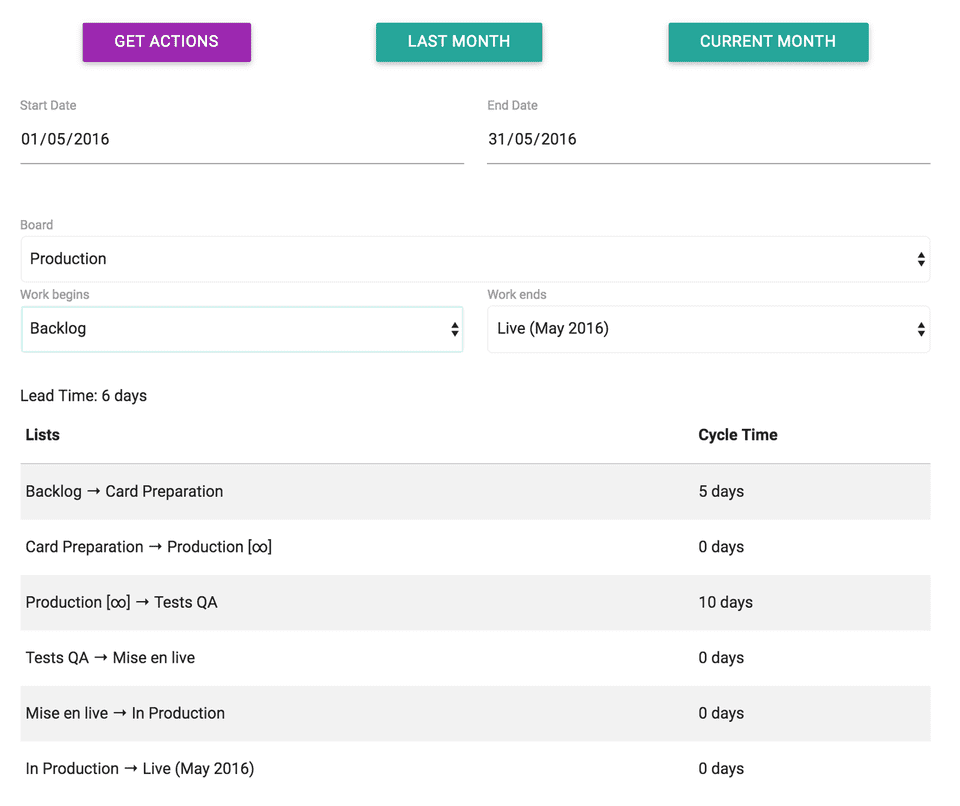 GET ACTIONS LAST MONTH CURRENT MONTH
Start Date End Date
01/05/2016 31/05/2016
Board
Production
Work begins Work ends
Backlog Live (May 2016)
Lead Time: 6 days
Lists Cycle Time
Backlog → Card Preparation 5 days
Card Preparation → Production [∞] 0 days
Production [∞] → Tests QA 10 days
Tests QA → Mise en live 0 days
Mise en live → In Production 0 days
In Production → Live (May 2016) 0 days